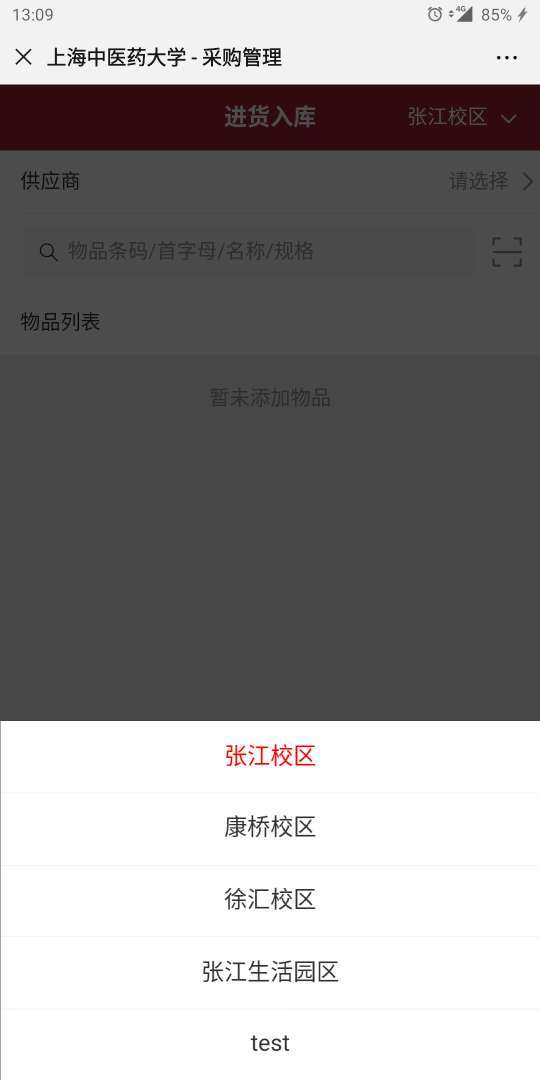 13:09
4G 85%
上海中医药大学 - 采购管理
进货入库 张江校区
供应商 请选择
物品条码/首字母/名称/规格
物品列表
暂未添加物品
张江校区
康桥校区
徐汇校区
张江生活园区
test